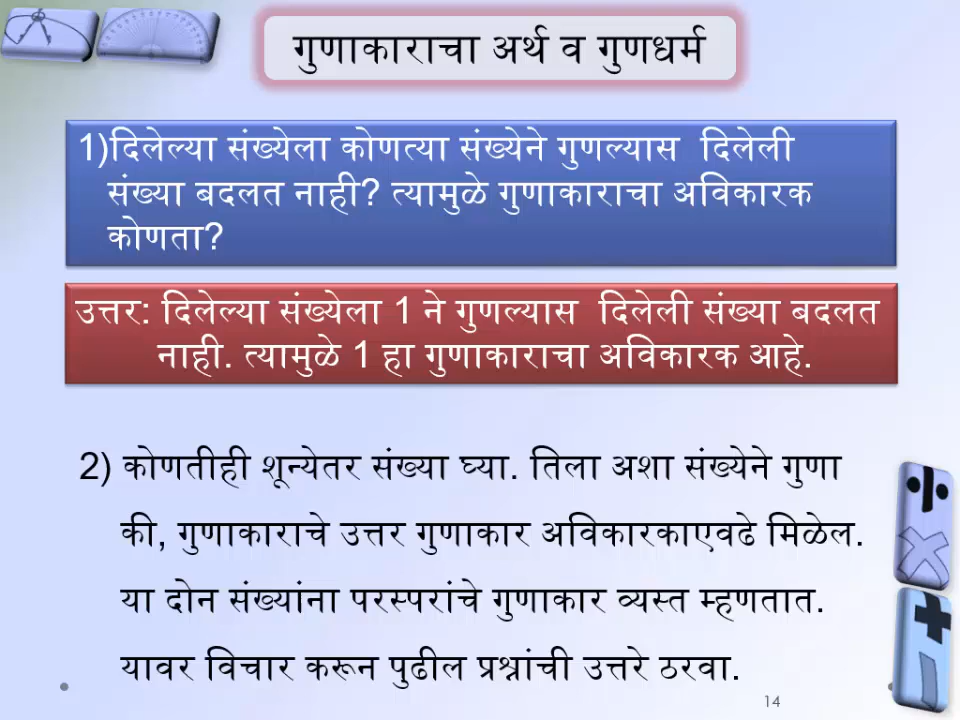 गुणाकाराचा अर्थ व गुणधर्म
1)दिलेल्या संख्येला कोणत्या संख्येने गुणल्यास दिलेली
संख्या बदलत नाही? त्यामुळे गुणाकाराचा अविकारक
कोणता?
उत्तर: दिलेल्या संख्येला 1 ने गुणल्यास दिलेली संख्या बदलत
नाही. त्यामुळे 1 हा गुणाकाराचा अविकारक आहे.
2) कोणतीही शून्येतर संख्या घ्या. तिला अशा संख्येने गुणा
की, गुणाकाराचे उत्तर गुणाकार अविकारकाएवढे मिळेल.
या दोन संख्यांना परस्परांचे गुणाकार व्यस्त म्हणतात.
यावर विचार करून पुढील प्रश्नांची उत्तरे ठरवा.
14